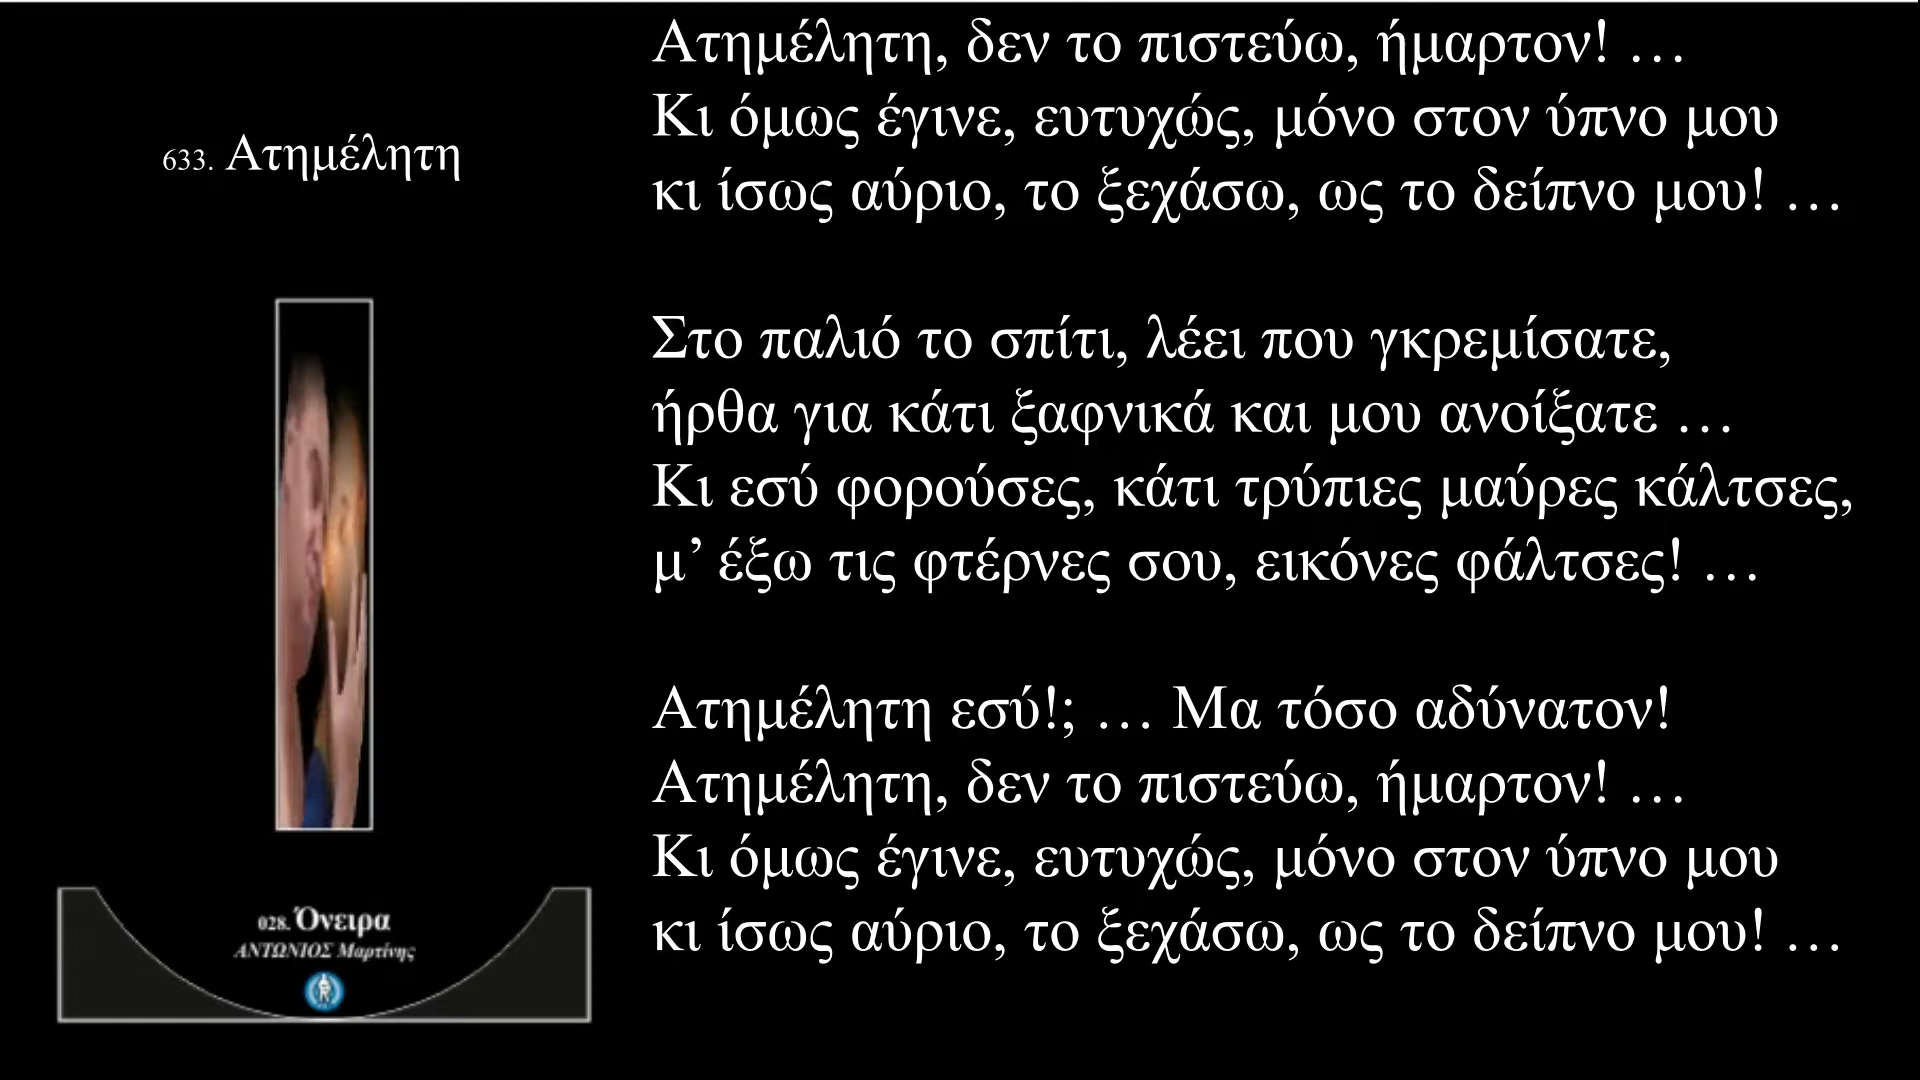 633. Ατημέλητη
Ατημέλητη, δεν το πιστεύω, ήμαρτον! …
Κι όμως έγινε, ευτυχώς, μόνο στον ύπνο μου
κι ίσως αύριο, το ξεχάσω, ως το δείπνο μου! …
Στο παλιό το σπίτι, λέει που γκρεμίσατε,
ήρθα για κάτι ξαφνικά και μου ανοίξατε …
Κι εσύ φορούσες, κάτι τρύπιες μαύρες κάλτσες,
μ’ έξω τις φτέρνες σου, εικόνες φάλτσες! …
Ατημέλητη εσύ!; … Μα τόσο αδύνατον!
Ατημέλητη, δεν το πιστεύω, ήμαρτον! …
Κι όμως έγινε, ευτυχώς, μόνο στον ύπνο μου
κι ίσως αύριο, το ξεχάσω, ως το δείπνο μου! …
028. Όνειρα
ΑΝΤΩΝΙΟΣ Μαρτίνης